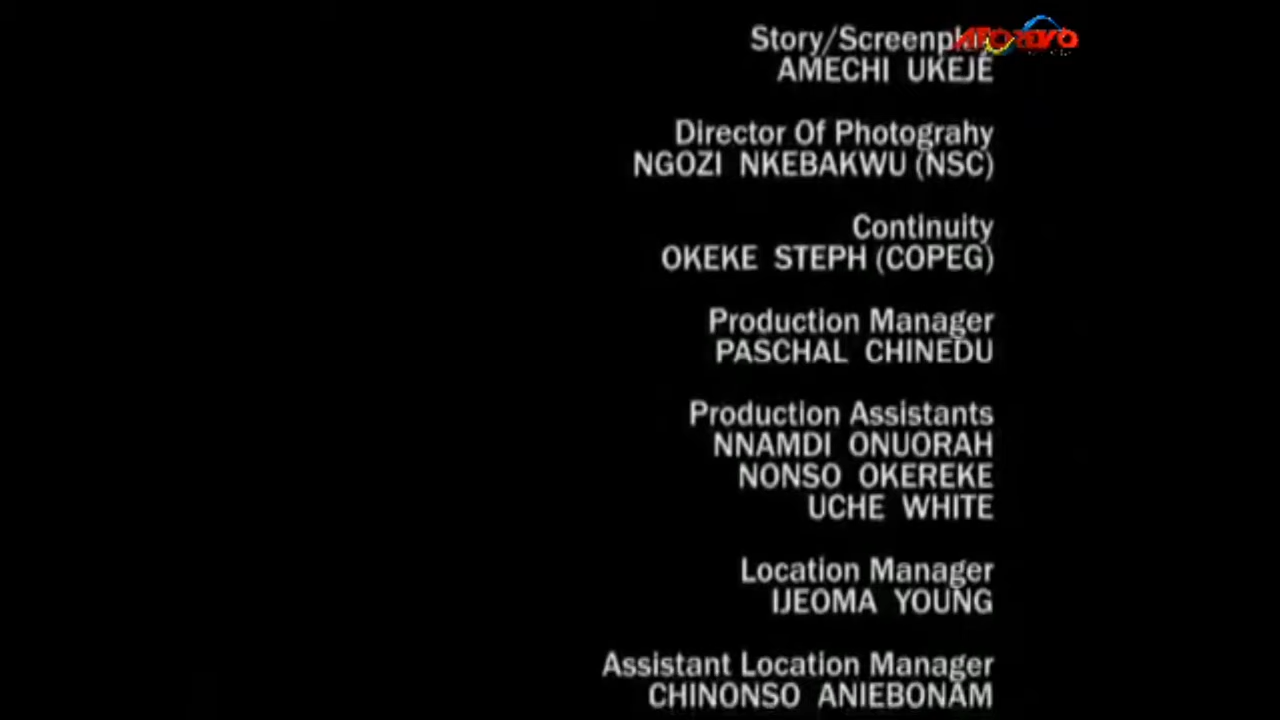 Story/Screenplay
AMECHI UKEJE
Director Of Photograhy
NGOZI NKEBAKWU (NSC)
Continuity
OKEKE STEPH (COPEG)
Production Manager
PASCHAL CHINEDU
Production Assistants
NNAMDI ONUORAH
NONSO OKEREKE
UCHE WHITE
Location Manager
IJEOMA YOUNG
Assistant Location Manager
CHINONSO ANIEBONAM